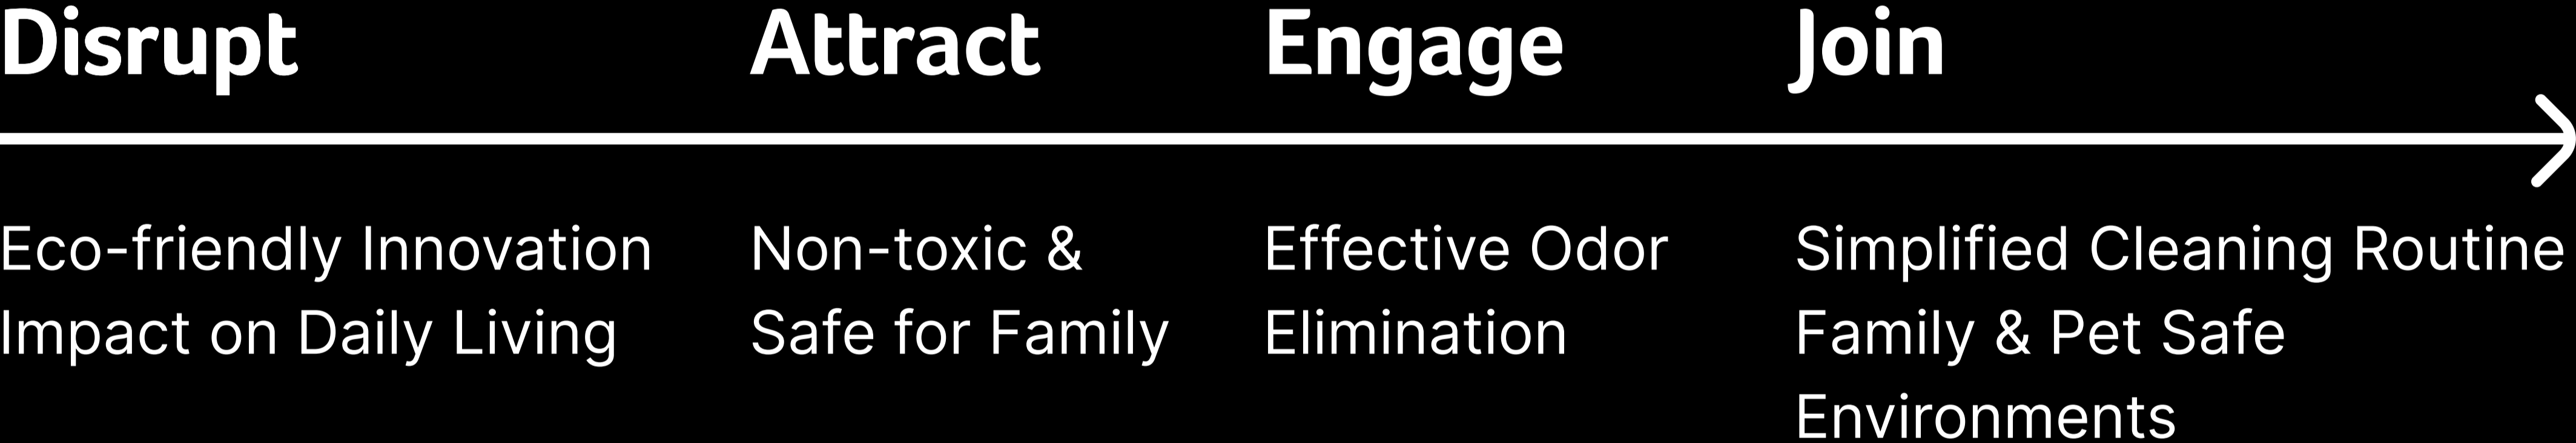 Disrupt
Attract
Engage
Join
Eco-friendly Innovation
Impact on Daily Living
Non-toxic &
Safe for Family
Effective Odor
Elimination
Simplified Cleaning Routine
Family & Pet Safe
Environments